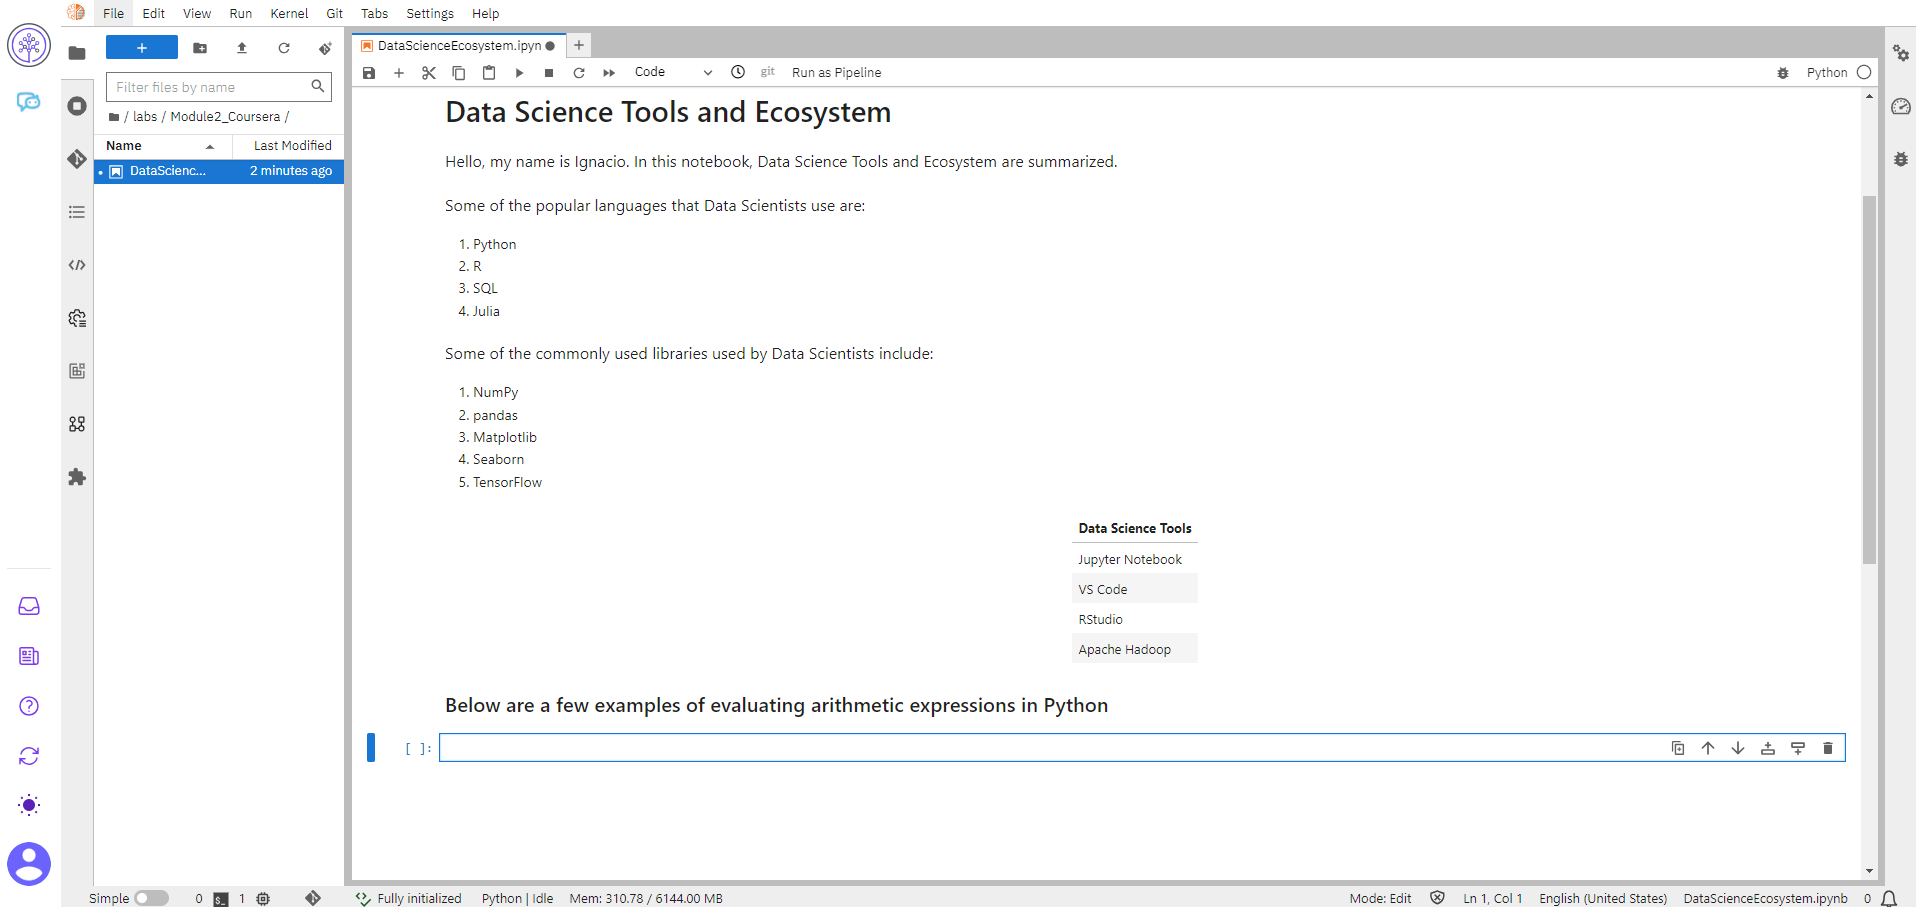 File Edit View Run Kernel Git Tabs Settings Help
+
Filter files by name
/ labs / Module2_Coursera /
Name Last Modified
DataScienc... 2 minutes ago
DataScienceEcosystem.ipyn
Code git Run as Pipeline Python
Data Science Tools and Ecosystem
Hello, my name is Ignacio. In this notebook, Data Science Tools and Ecosystem are summarized.
Some of the popular languages that Data Scientists use are:
1. Python
2. R
3. SQL
4. Julia
Some of the commonly used libraries used by Data Scientists include:
1. NumPy
2. pandas
3. Matplotlib
4. Seaborn
5. TensorFlow
Data Science Tools
Jupyter Notebook
VS Code
RStudio
Apache Hadoop
Below are a few examples of evaluating arithmetic expressions in Python
[ ]:
Simple 0 $_ 1 Fully initialized Python | Idle Mem: 310.78 / 6144.00 MB Mode: Edit Ln 1, Col 1 English (United States) DataScienceEcosystem.ipynb 0